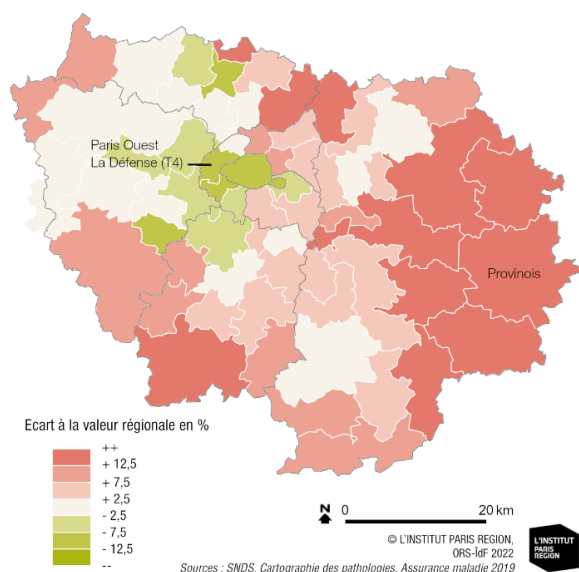 Paris Ouest
La Défense (T4)
Provinois
Ecart à la valeur régionale en %
++
+ 12,5
+ 7,5
+ 2,5
- 2,5
- 7,5
- 12,5
--
N
0
20 km
© L'INSTITUT PARIS REGION,
ORS-ÎdF 2022
Sources : SNDS, Cartographie des pathologies, Assurance maladie 2019
L'INSTITUT
PARIS
REGION